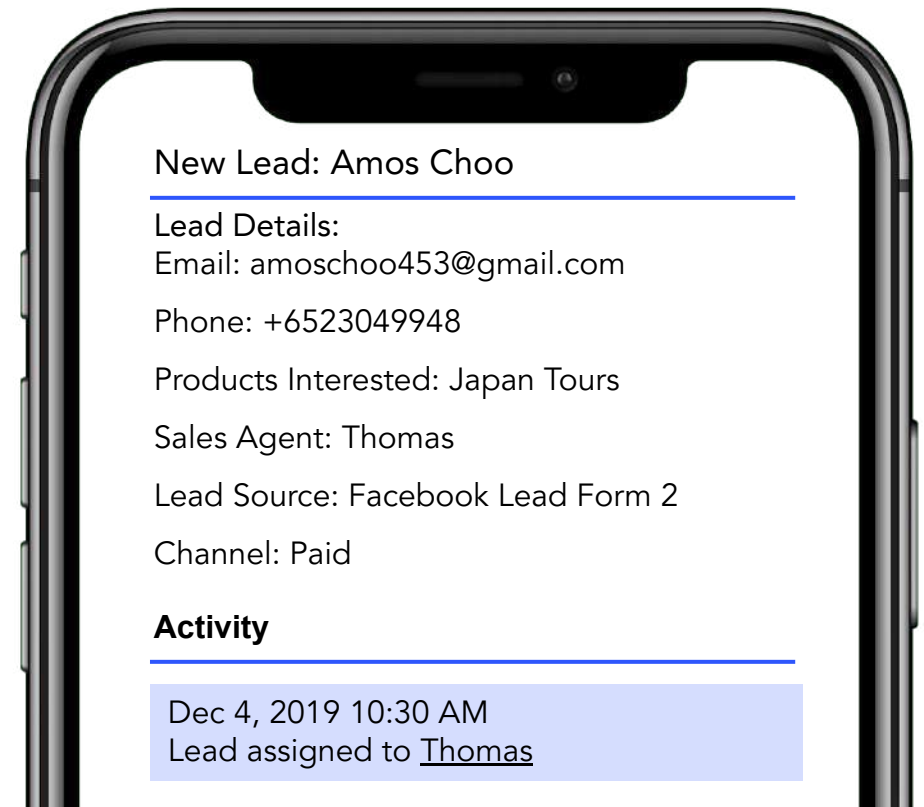 New Lead: Amos Choo
Lead Details:
Email: amoschoo453@gmail.com
Phone: +6523049948
Products Interested: Japan Tours
Sales Agent: Thomas
Lead Source: Facebook Lead Form 2
Channel: Paid
Activity
Dec 4, 2019 10:30 AM
Lead assigned to Thomas